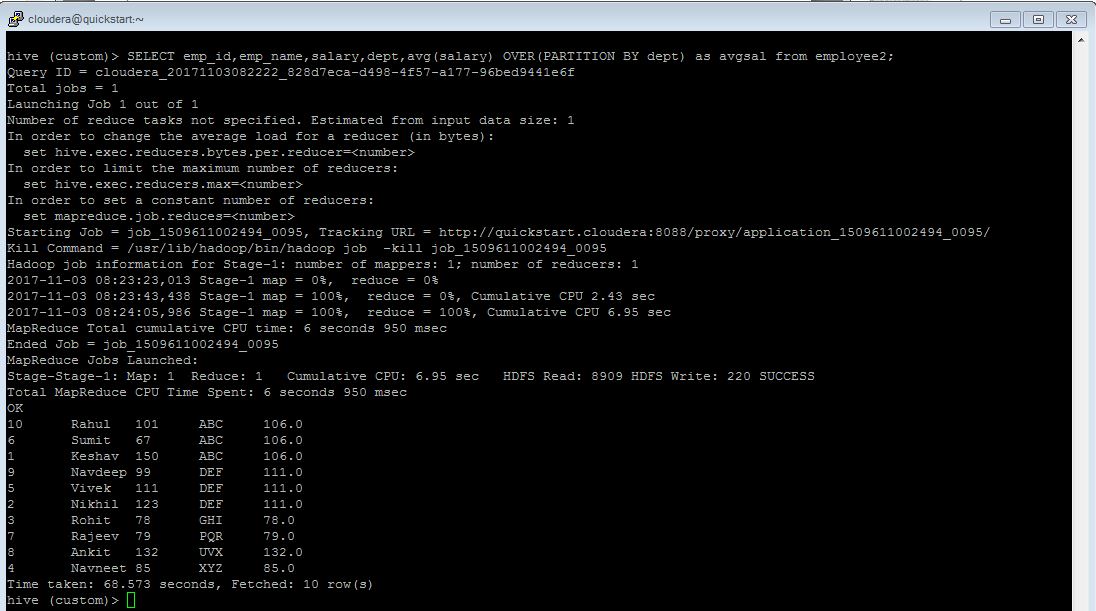 cloudera@quickstart:~
hive (custom)> SELECT emp_id,emp_name,salary,dept,avg(salary) OVER(PARTITION BY dept) as avgsal from employee2;
Query ID = cloudera_20171103082222_828d7eca-d498-4f57-a177-96bed9441e6f
Total jobs = 1
Launching Job 1 out of 1
Number of reduce tasks not specified. Estimated from input data size: 1
In order to change the average load for a reducer (in bytes):
  set hive.exec.reducers.bytes.per.reducer=<number>
In order to limit the maximum number of reducers:
  set hive.exec.reducers.max=<number>
In order to set a constant number of reducers:
  set mapreduce.job.reduces=<number>
Starting Job = job_1509611002494_0095, Tracking URL = http://quickstart.cloudera:8088/proxy/application_1509611002494_0095/
Kill Command = /usr/lib/hadoop/bin/hadoop job  -kill job_1509611002494_0095
Hadoop job information for Stage-1: number of mappers: 1; number of reducers: 1
2017-11-03 08:23:23,013 Stage-1 map = 0%,  reduce = 0%
2017-11-03 08:23:43,438 Stage-1 map = 100%,  reduce = 0%, Cumulative CPU 2.43 sec
2017-11-03 08:24:05,986 Stage-1 map = 100%,  reduce = 100%, Cumulative CPU 6.95 sec
MapReduce Total cumulative CPU time: 6 seconds 950 msec
Ended Job = job_1509611002494_0095
MapReduce Jobs Launched:
Stage-Stage-1: Map: 1  Reduce: 1   Cumulative CPU: 6.95 sec   HDFS Read: 8909 HDFS Write: 220 SUCCESS
Total MapReduce CPU Time Spent: 6 seconds 950 msec
OK
10      Rahul   101     ABC     106.0
6       Sumit   67      ABC     106.0
1       Keshav  150     ABC     106.0
9       Navdeep 99      DEF     111.0
5       Vivek   111     DEF     111.0
2       Nikhil  123     DEF     111.0
3       Rohit   78      GHI     78.0
7       Rajeev  79      PQR     79.0
8       Ankit   132     UVX     132.0
4       Navneet 85      XYZ     85.0
Time taken: 68.573 seconds, Fetched: 10 row(s)
hive (custom)>